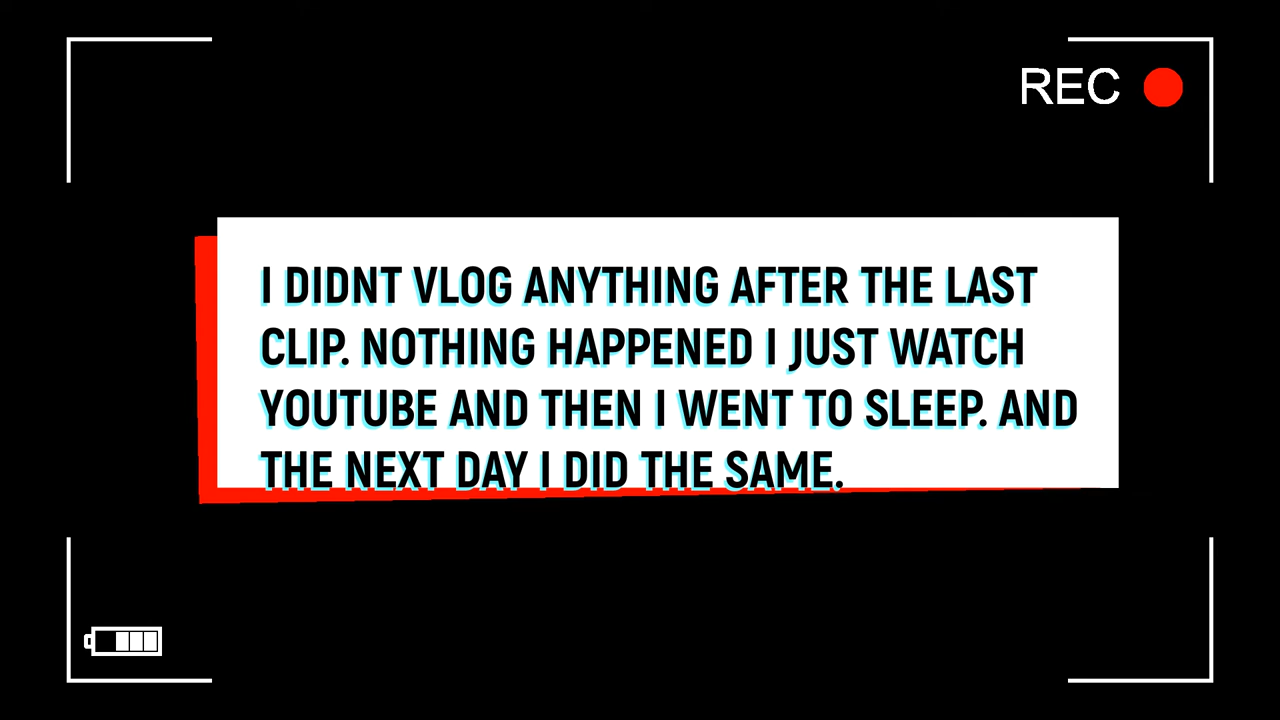 REC
I DIDNT VLOG ANYTHING AFTER THE LAST
CLIP. NOTHING HAPPENED I JUST WATCH
YOUTUBE AND THEN I WENT TO SLEEP. AND
THE NEXT DAY I DID THE SAME.